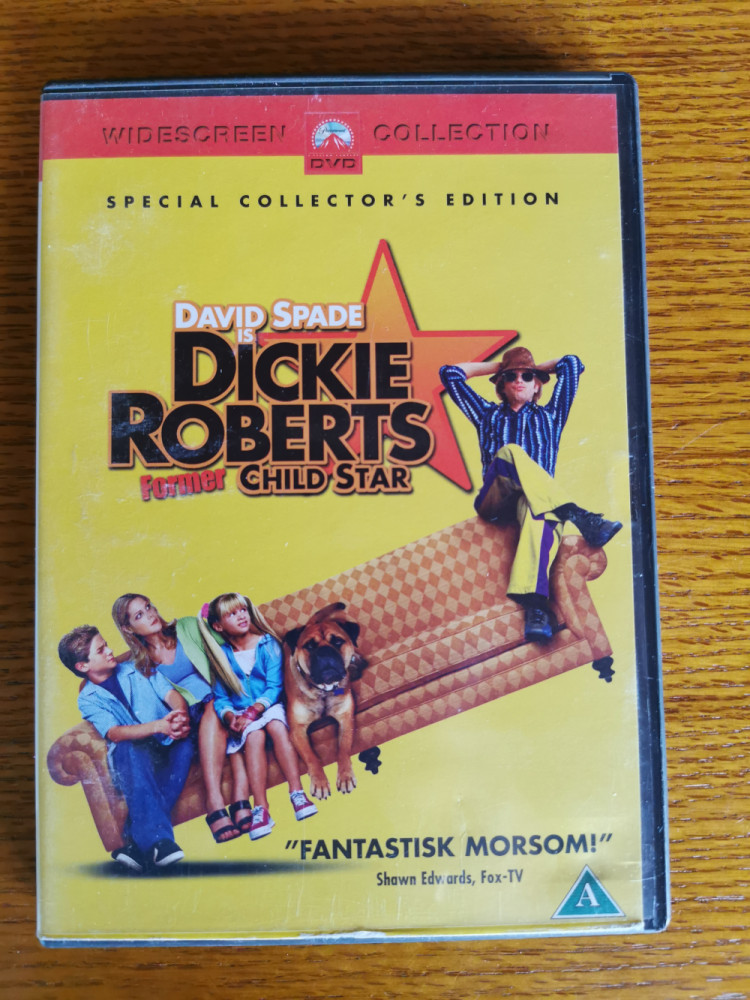 WIDESCREEN DVD COLLECTION
SPECIAL COLLECTOR'S EDITION
DAVID SPADE
IS
DICKIE
ROBERTS
Former CHILD STAR
"FANTASTISK MORSOM!"
Shawn Edwards, Fox-TV
A